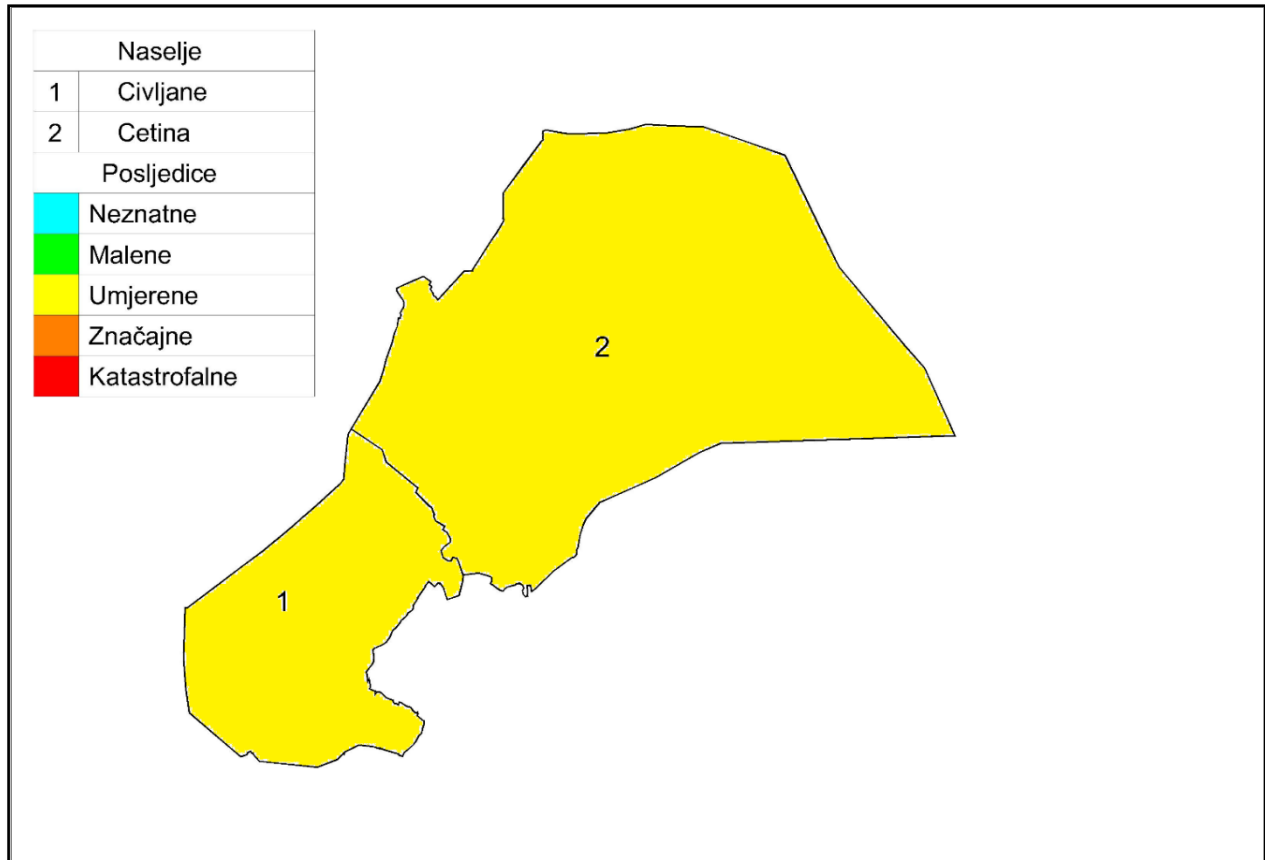 Naselje
1 Civljane
2 Cetina
Posljedice
Neznatne
Malene
Umjerene
Značajne
Katastrofalne
2
1